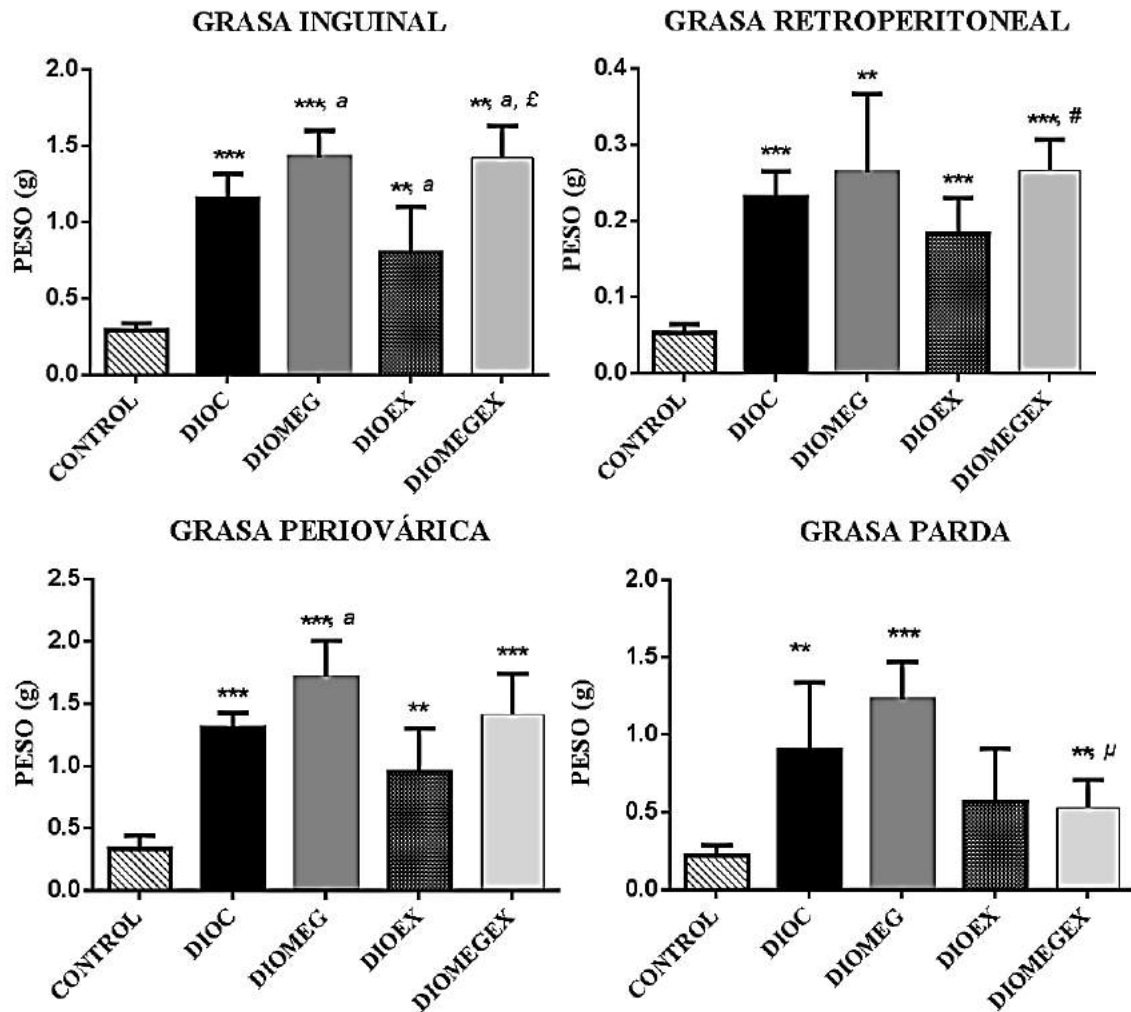 GRASA INGUINAL
PESO (g)
2.0
1.5
1.0
0.5
0.0
***
***, a
**, a
**, a, £
CONTROL
DIOC
DIOMEG
DIOEX
DIOMEGEX
GRASA RETROPERITONEAL
PESO (g)
0.4
0.3
0.2
0.1
0.0
***
**
***
***, #
CONTROL
DIOC
DIOMEG
DIOEX
DIOMEGEX
GRASA PERIOVÁRICA
PESO (g)
2.5
2.0
1.5
1.0
0.5
0.0
***
***, a
**
***
CONTROL
DIOC
DIOMEG
DIOEX
DIOMEGEX
GRASA PARDA
PESO (g)
2.0
1.5
1.0
0.5
0.0
**
***
**, µ
CONTROL
DIOC
DIOMEG
DIOEX
DIOMEGEX